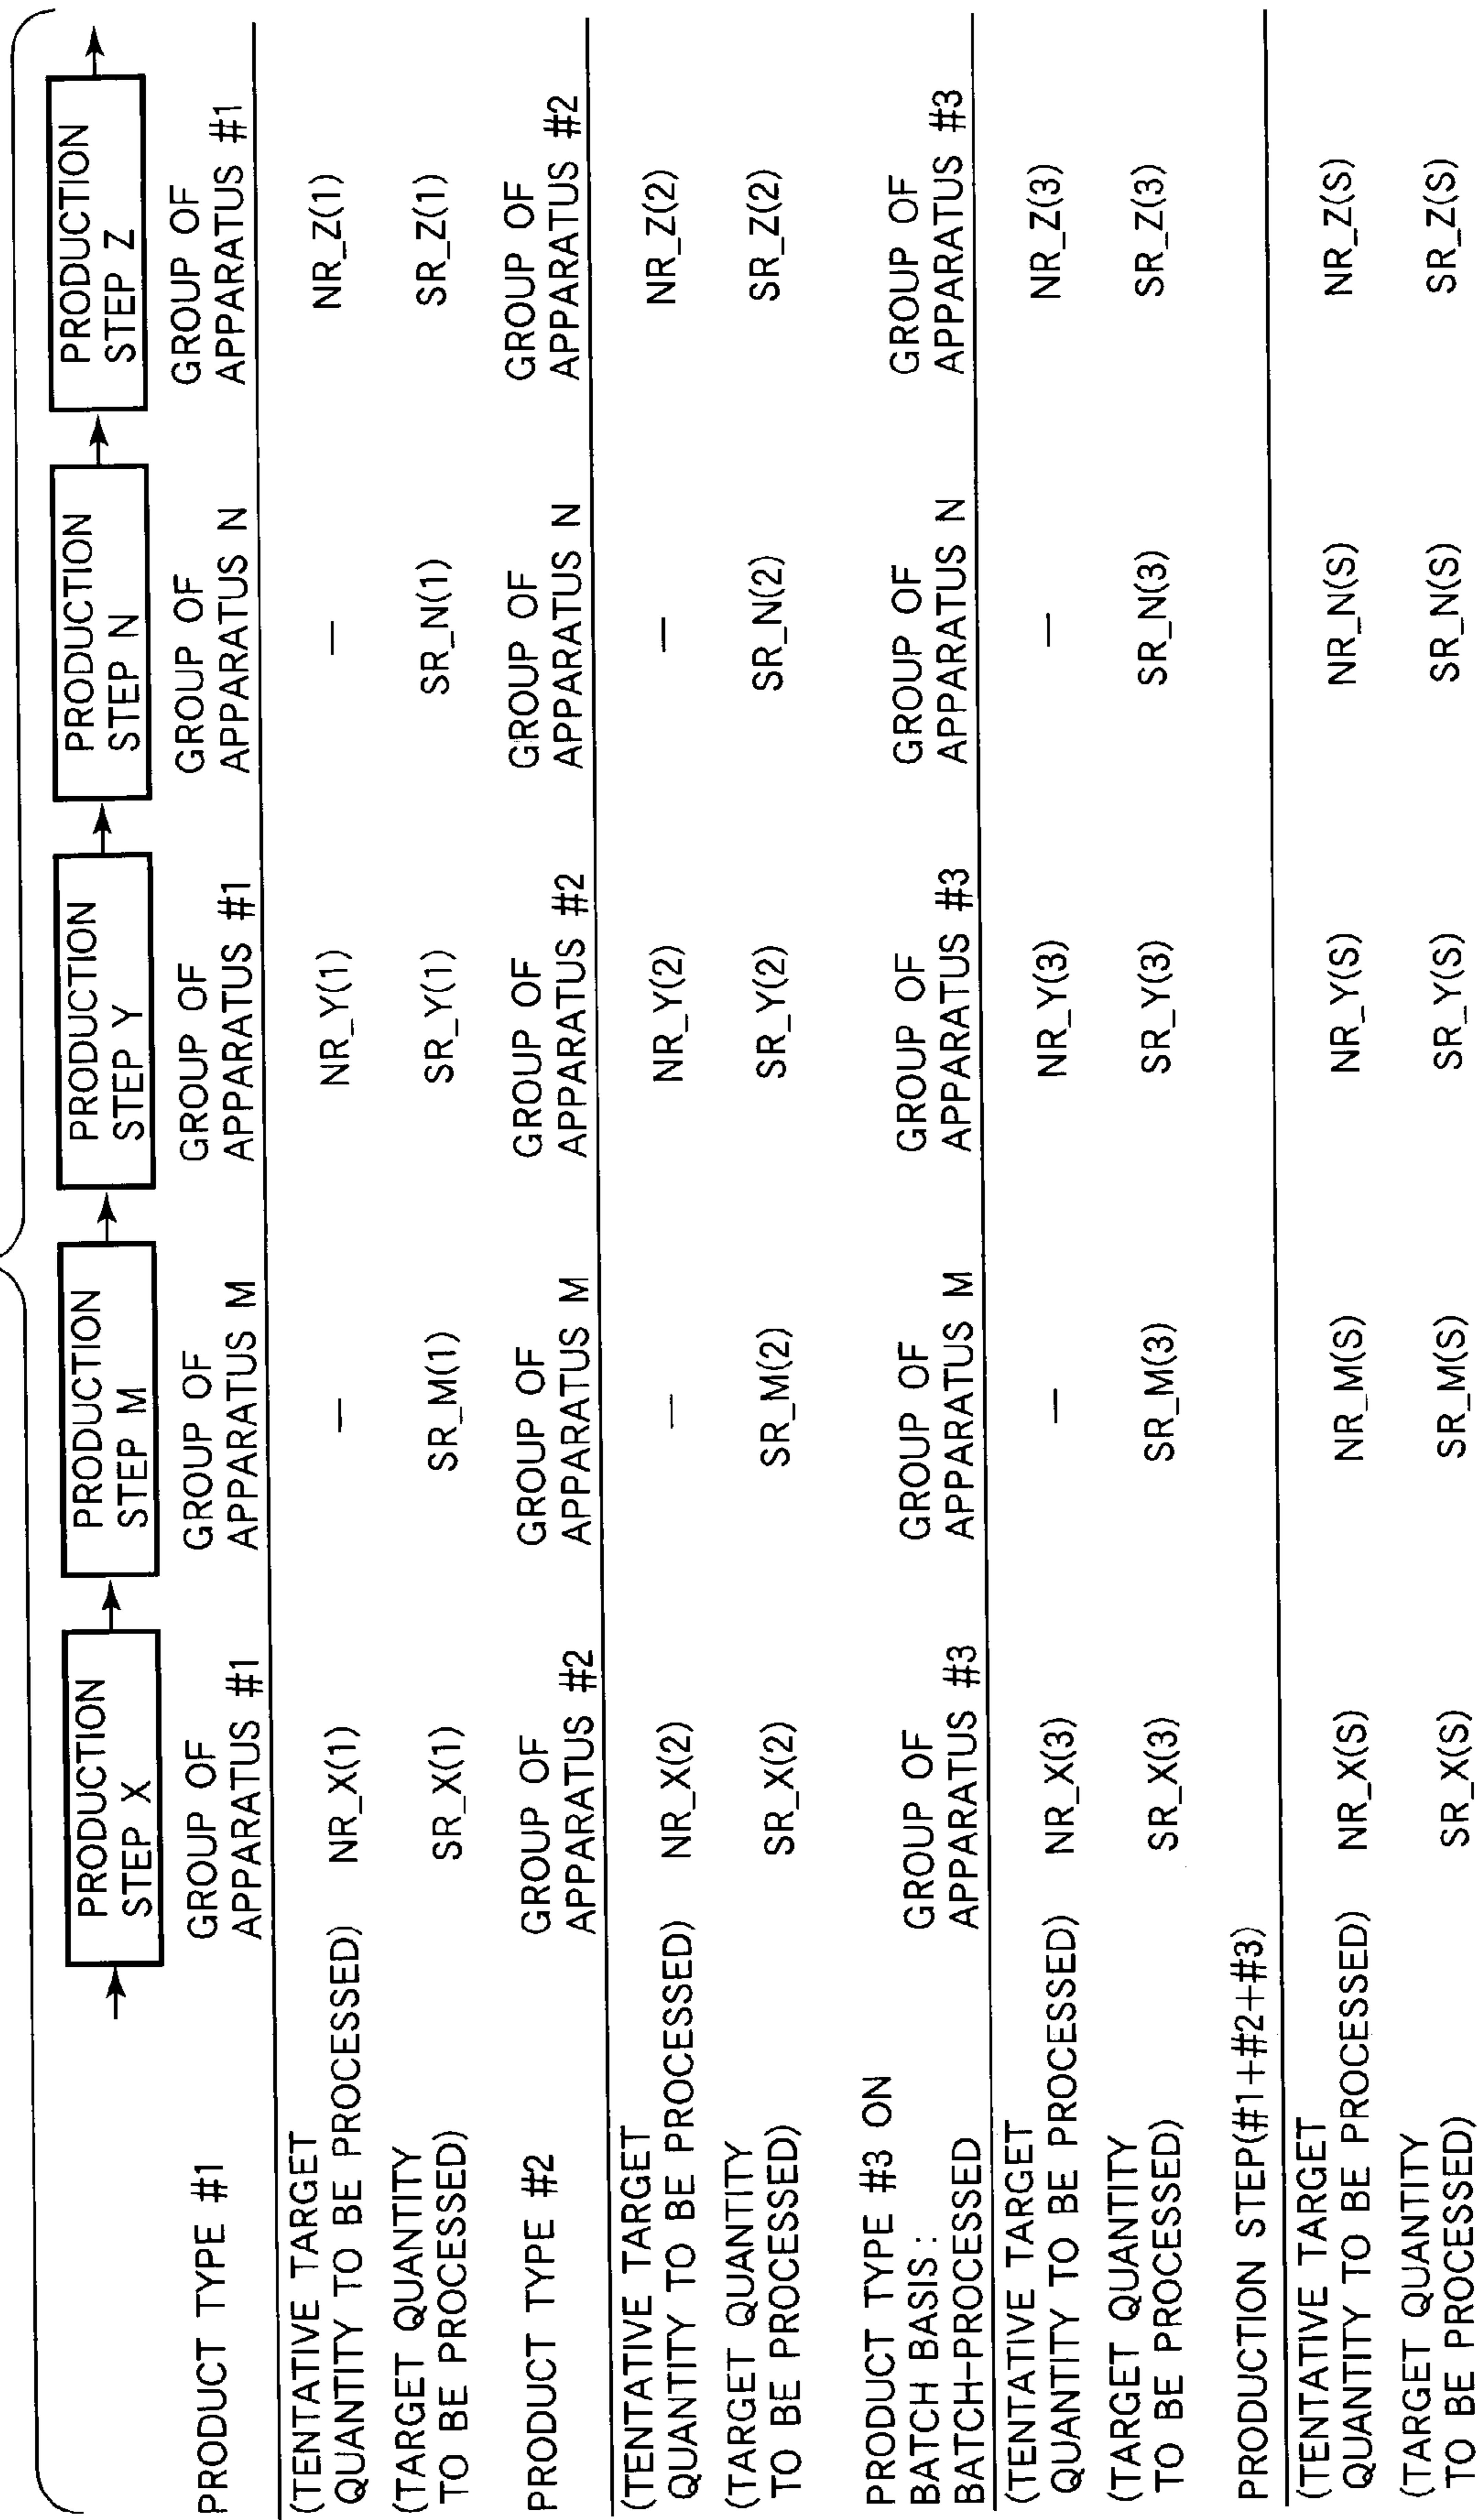 PRODUCTION
STEP X
PRODUCTION
STEP M
PRODUCTION
STEP Y
PRODUCTION
STEP N
PRODUCTION
STEP Z
PRODUCT TYPE #1
GROUP OF
APPARATUS #1
GROUP OF
APPARATUS M
GROUP OF
APPARATUS #1
GROUP OF
APPARATUS N
GROUP OF
APPARATUS #1
(TENTATIVE TARGET
QUANTITY TO BE PROCESSED) NR_X(1) — NR_Y(1) — NR_Z(1)
(TARGET QUANTITY
TO BE PROCESSED) SR_X(1) SR_M(1) SR_Y(1) SR_N(1) SR_Z(1)
PRODUCT TYPE #2
GROUP OF
APPARATUS #2
GROUP OF
APPARATUS M
GROUP OF
APPARATUS #2
GROUP OF
APPARATUS N
GROUP OF
APPARATUS #2
(TENTATIVE TARGET
QUANTITY TO BE PROCESSED) NR_X(2) — NR_Y(2) — NR_Z(2)
(TARGET QUANTITY
TO BE PROCESSED) SR_X(2) SR_M(2) SR_Y(2) SR_N(2) SR_Z(2)
PRODUCT TYPE #3 ON
BATCH BASIS:
BATCH-PROCESSED
GROUP OF
APPARATUS #3
GROUP OF
APPARATUS M
GROUP OF
APPARATUS #3
GROUP OF
APPARATUS N
GROUP OF
APPARATUS #3
(TENTATIVE TARGET
QUANTITY TO BE PROCESSED) NR_X(3) — NR_Y(3) — NR_Z(3)
(TARGET QUANTITY
TO BE PROCESSED) SR_X(3) SR_M(3) SR_Y(3) SR_N(3) SR_Z(3)
PRODUCTION STEP(#1+#2+#3)
(TENTATIVE TARGET
QUANTITY TO BE PROCESSED) NR_X(S) NR_M(S) NR_Y(S) NR_N(S) NR_Z(S)
(TARGET QUANTITY
TO BE PROCESSED) SR_X(S) SR_M(S) SR_Y(S) SR_N(S) SR_Z(S)